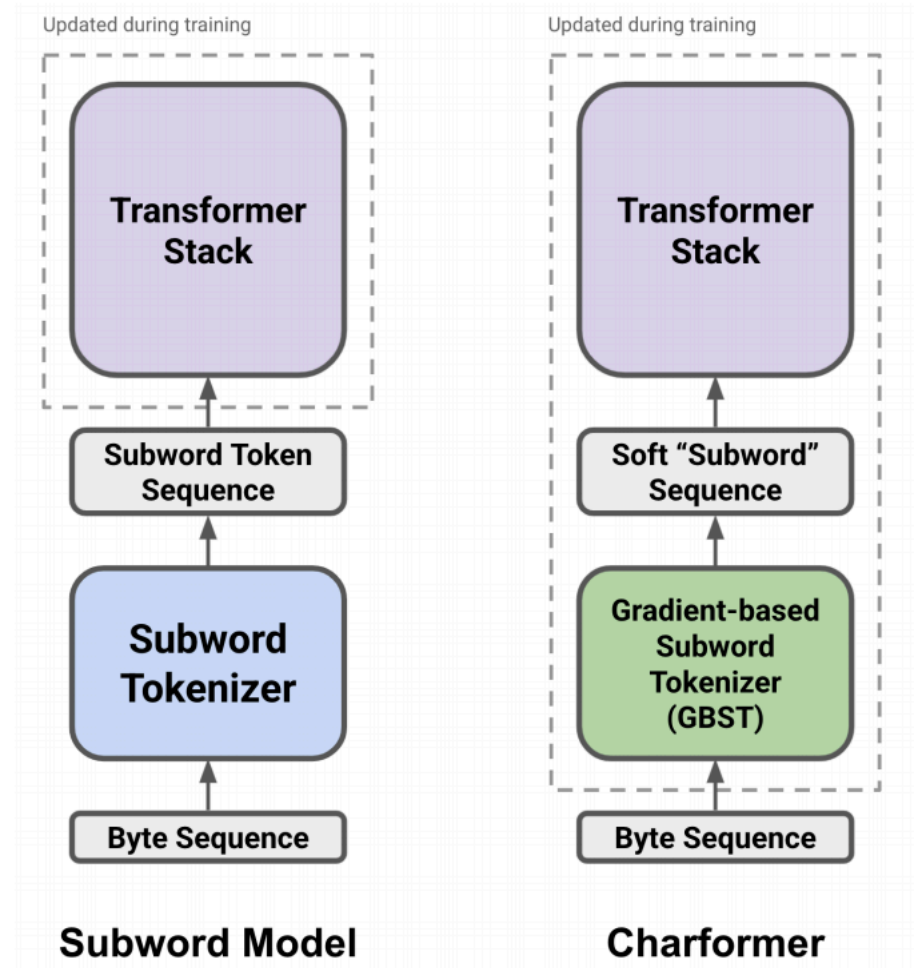 Updated during training
Transformer
Stack
Subword Token
Sequence
Subword
Tokenizer
Byte Sequence
Subword Model
Updated during training
Transformer
Stack
Soft “Subword”
Sequence
Gradient-based
Subword
Tokenizer
(GBST)
Byte Sequence
Charformer